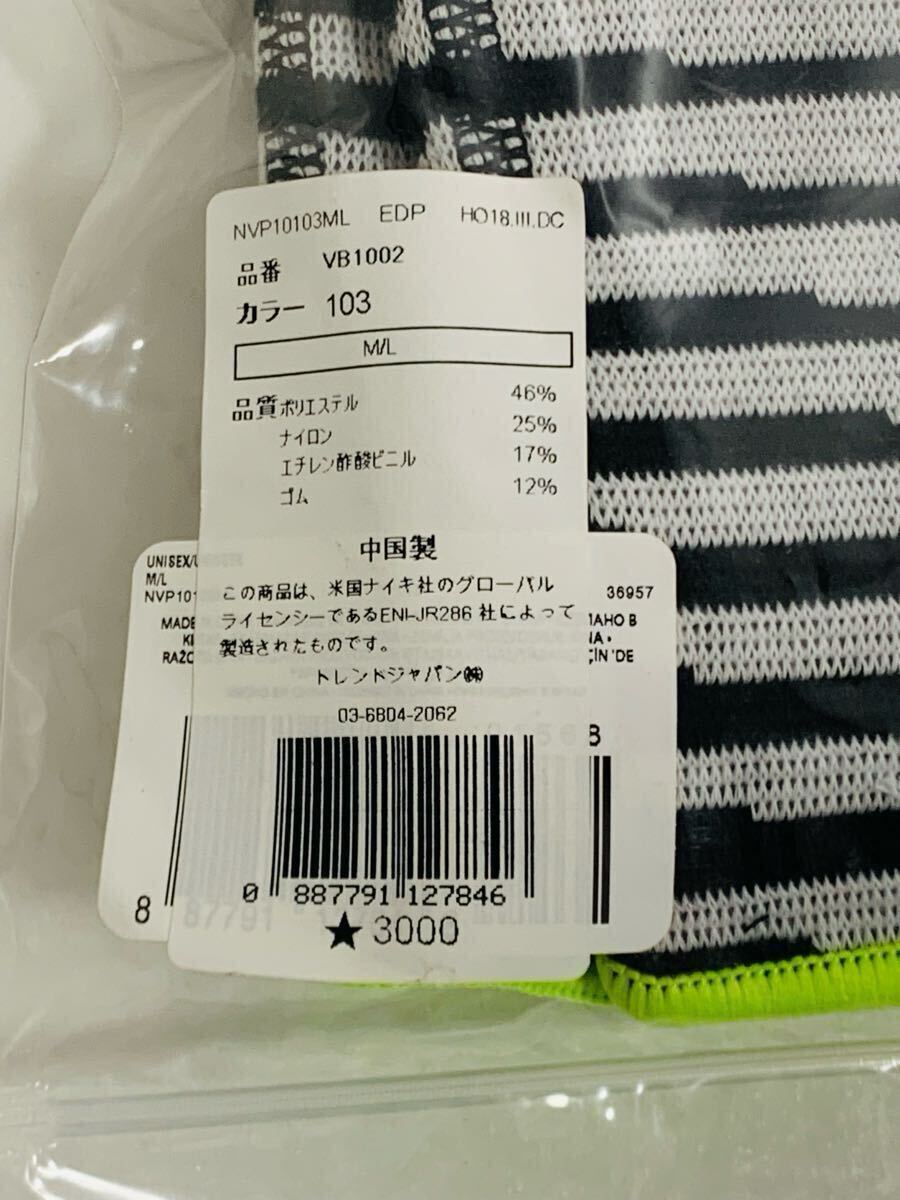 NVP10103ML EDP HO18.III.DC
品番 VB1002
カラー 103
M/L
品質 ポリエステル 46%
ナイロン 25%
エチレン酢酸ビニル 17%
ゴム 12%
中国製
この商品は、米国ナイキ社のグローバル
ライセンシーであるENI-JR286 社によって
製造されたものです。
トレンドジャパン㈱
03-6804-2062
0 887791 127846
★3000
UNISEX/
M/L
NVP101
36957
MADE
8
8